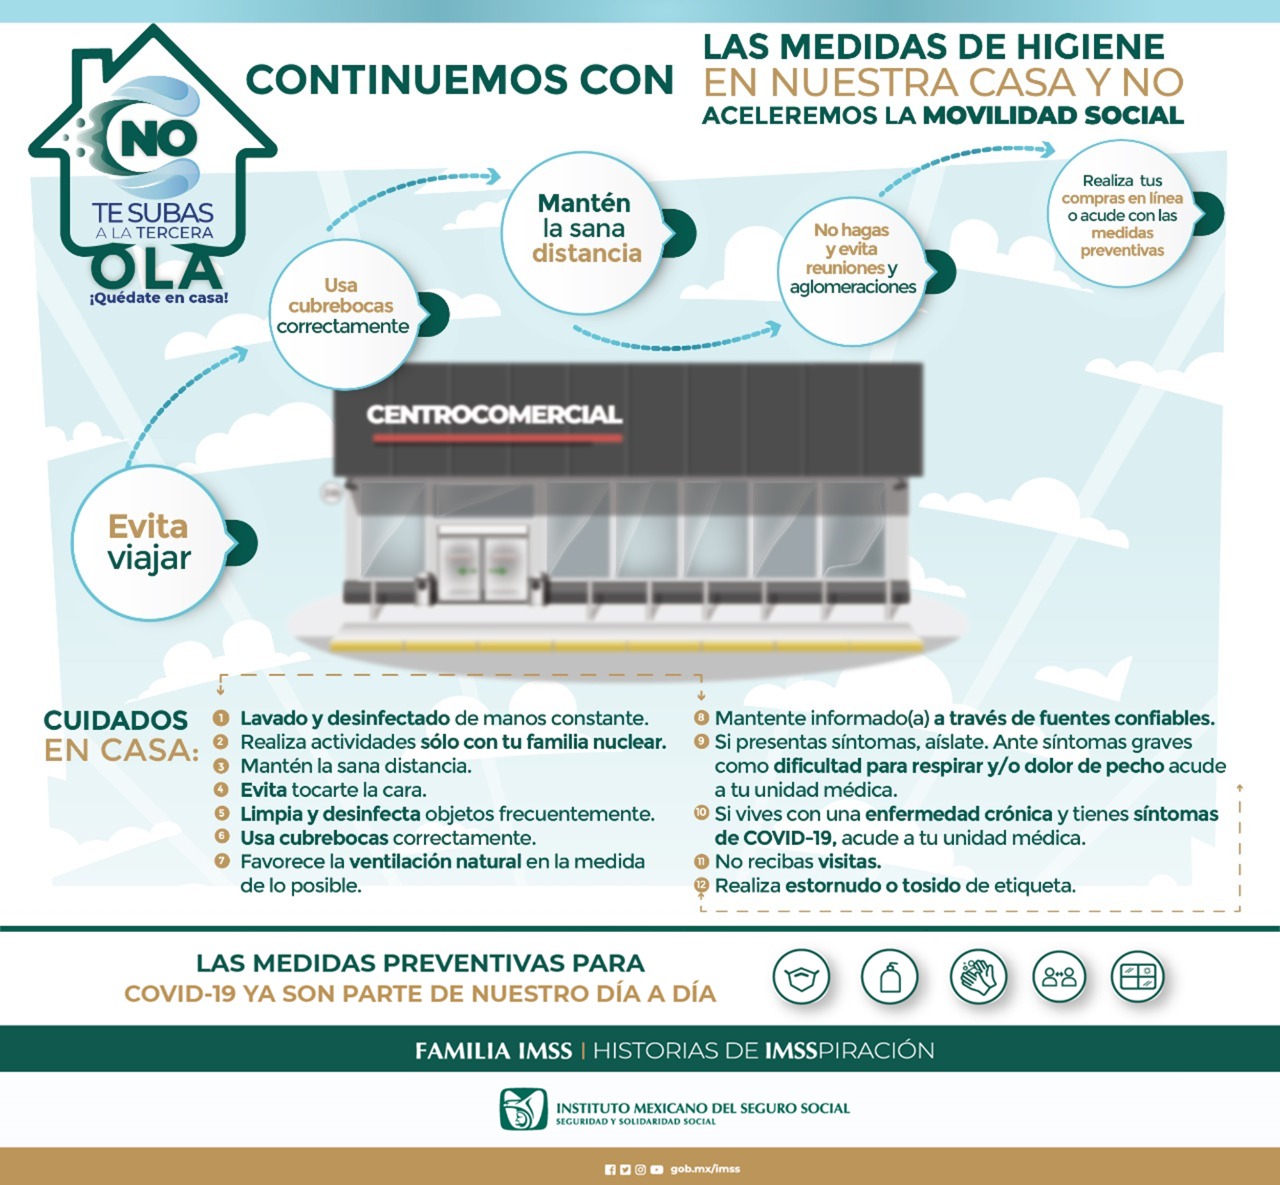 CONTINUEMOS CON
LAS MEDIDAS DE HIGIENE
EN NUESTRA CASA Y NO
ACELEREMOS LA MOVILIDAD SOCIAL
NO
TE SUBAS
A LA TERCERA
OLA
¡Quédate en casa!
Evita
viajar
Usa
cubrebocas
correctamente
Mantén
la sana
distancia
No hagas
y evita
reuniones y
aglomeraciones
Realiza tus
compras en línea
o acude con las
medidas
preventivas
CENTROCOMERCIAL
CUIDADOS
EN CASA:
1 Lavado y desinfectado de manos constante.
2 Realiza actividades sólo con tu familia nuclear.
3 Mantén la sana distancia.
4 Evita tocarte la cara.
5 Limpia y desinfecta objetos frecuentemente.
6 Usa cubrebocas correctamente.
7 Favorece la ventilación natural en la medida
de lo posible.
8 Mantente informado(a) a través de fuentes confiables.
9 Si presentas síntomas, aíslate. Ante síntomas graves
como dificultad para respirar y/o dolor de pecho acude
a tu unidad médica.
10 Si vives con una enfermedad crónica y tienes síntomas
de COVID-19, acude a tu unidad médica.
11 No recibas visitas.
12 Realiza estornudo o tosido de etiqueta.
LAS MEDIDAS PREVENTIVAS PARA
COVID-19 YA SON PARTE DE NUESTRO DÍA A DÍA
FAMILIA IMSS | HISTORIAS DE IMSSPIRACIÓN
INSTITUTO MEXICANO DEL SEGURO SOCIAL
SEGURIDAD Y SOLIDARIDAD SOCIAL
gob.mx/imss